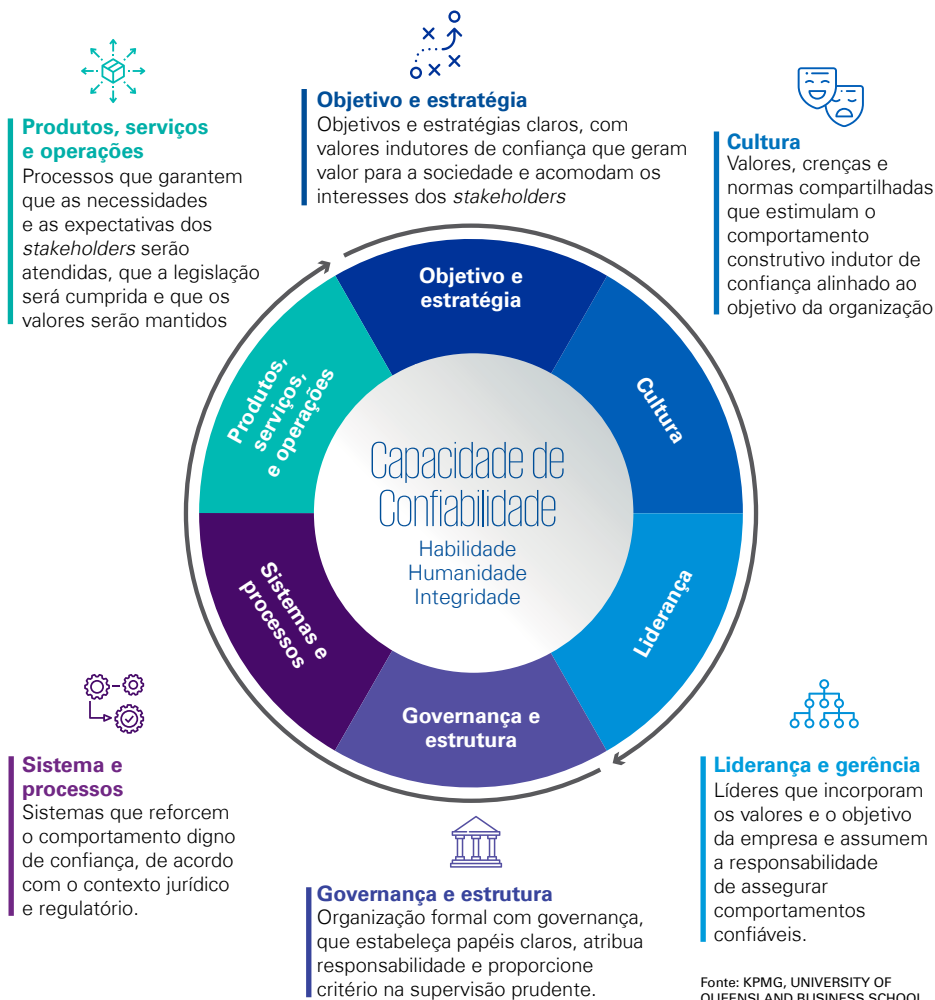 Objetivo e estratégia
Objetivos e estratégias claros, com
valores indutores de confiança que geram
valor para a sociedade e acomodam os
interesses dos stakeholders
Produtos, serviços
e operações
Processos que garantem
que as necessidades
e as expectativas dos
stakeholders serão
atendidas, que a legislação
será cumprida e que os
valores serão mantidos
Cultura
Valores, crenças e
normas compartilhadas
que estimulam o
comportamento
construtivo indutor de
confiança alinhado ao
objetivo da organização
Objetivo e
estratégia
Cultura
Liderança
Governança e
estrutura
Sistemas e
processos
Produtos,
serviços,
e operações
Capacidade de
Confiabilidade
Habilidade
Humanidade
Integridade
Sistema e
processos
Sistemas que reforcem
o comportamento digno
de confiança, de acordo
com o contexto jurídico
e regulatório.
Governança e estrutura
Organização formal com governança,
que estabeleça papéis claros, atribua
responsabilidade e proporcione
critério na supervisão prudente.
Liderança e gerência
Líderes que incorporam
os valores e o objetivo
da empresa e assumem
a responsabilidade
de assegurar
comportamentos
confiáveis.
Fonte: KPMG, UNIVERSITY OF
QUEENSLAND BUSINESS SCHOOL